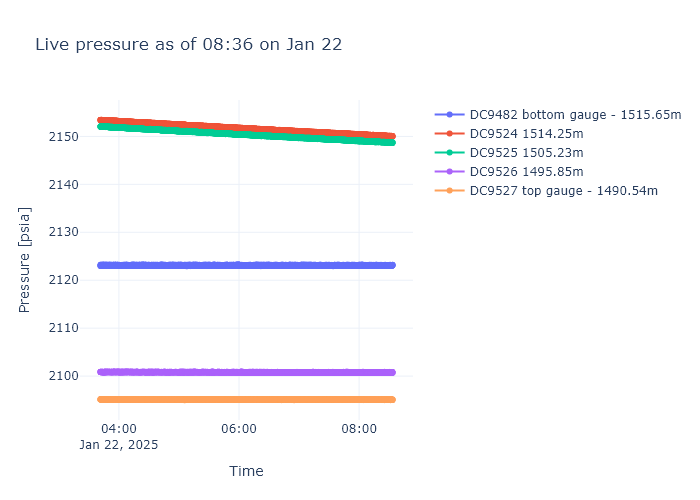 Live pressure as of 08:36 on Jan 22
DC9482 bottom gauge - 1515.65m
DC9524 1514.25m
DC9525 1505.23m
DC9526 1495.85m
DC9527 top gauge - 1490.54m
Pressure [psia]
2150
2140
2130
2120
2110
2100
04:00
Jan 22, 2025
06:00
08:00
Time